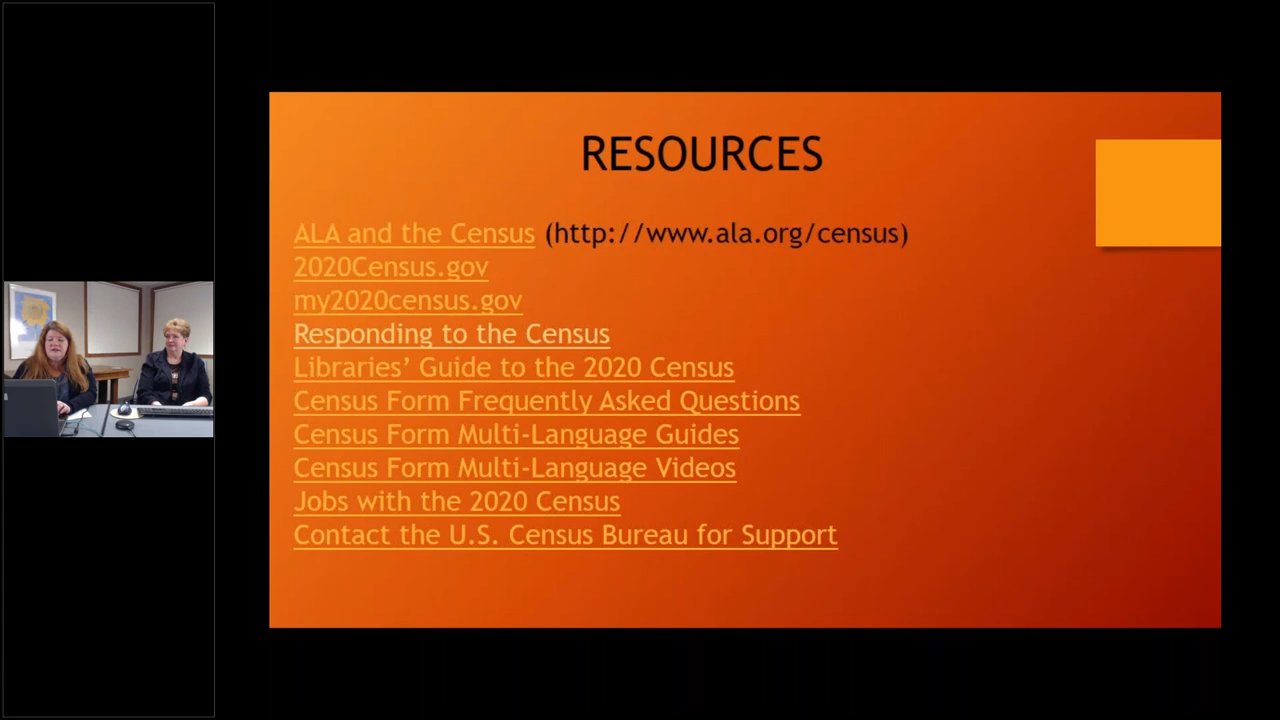 RESOURCES
ALA and the Census (http://www.ala.org/census)
2020Census.gov
my2020census.gov
Responding to the Census
Libraries’ Guide to the 2020 Census
Census Form Frequently Asked Questions
Census Form Multi-Language Guides
Census Form Multi-Language Videos
Jobs with the 2020 Census
Contact the U.S. Census Bureau for Support